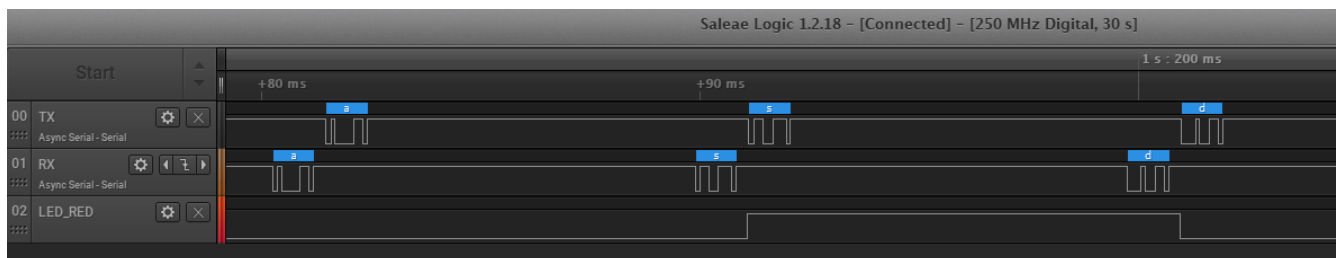 Saleae Logic 1.2.18 - [Connected] - [250 MHz Digital, 30 s]
Start
1 s : 200 ms
+80 ms
+90 ms
00 TX
Async Serial - Serial
a
s
d
01 RX
Async Serial - Serial
a
s
d
02 LED_RED